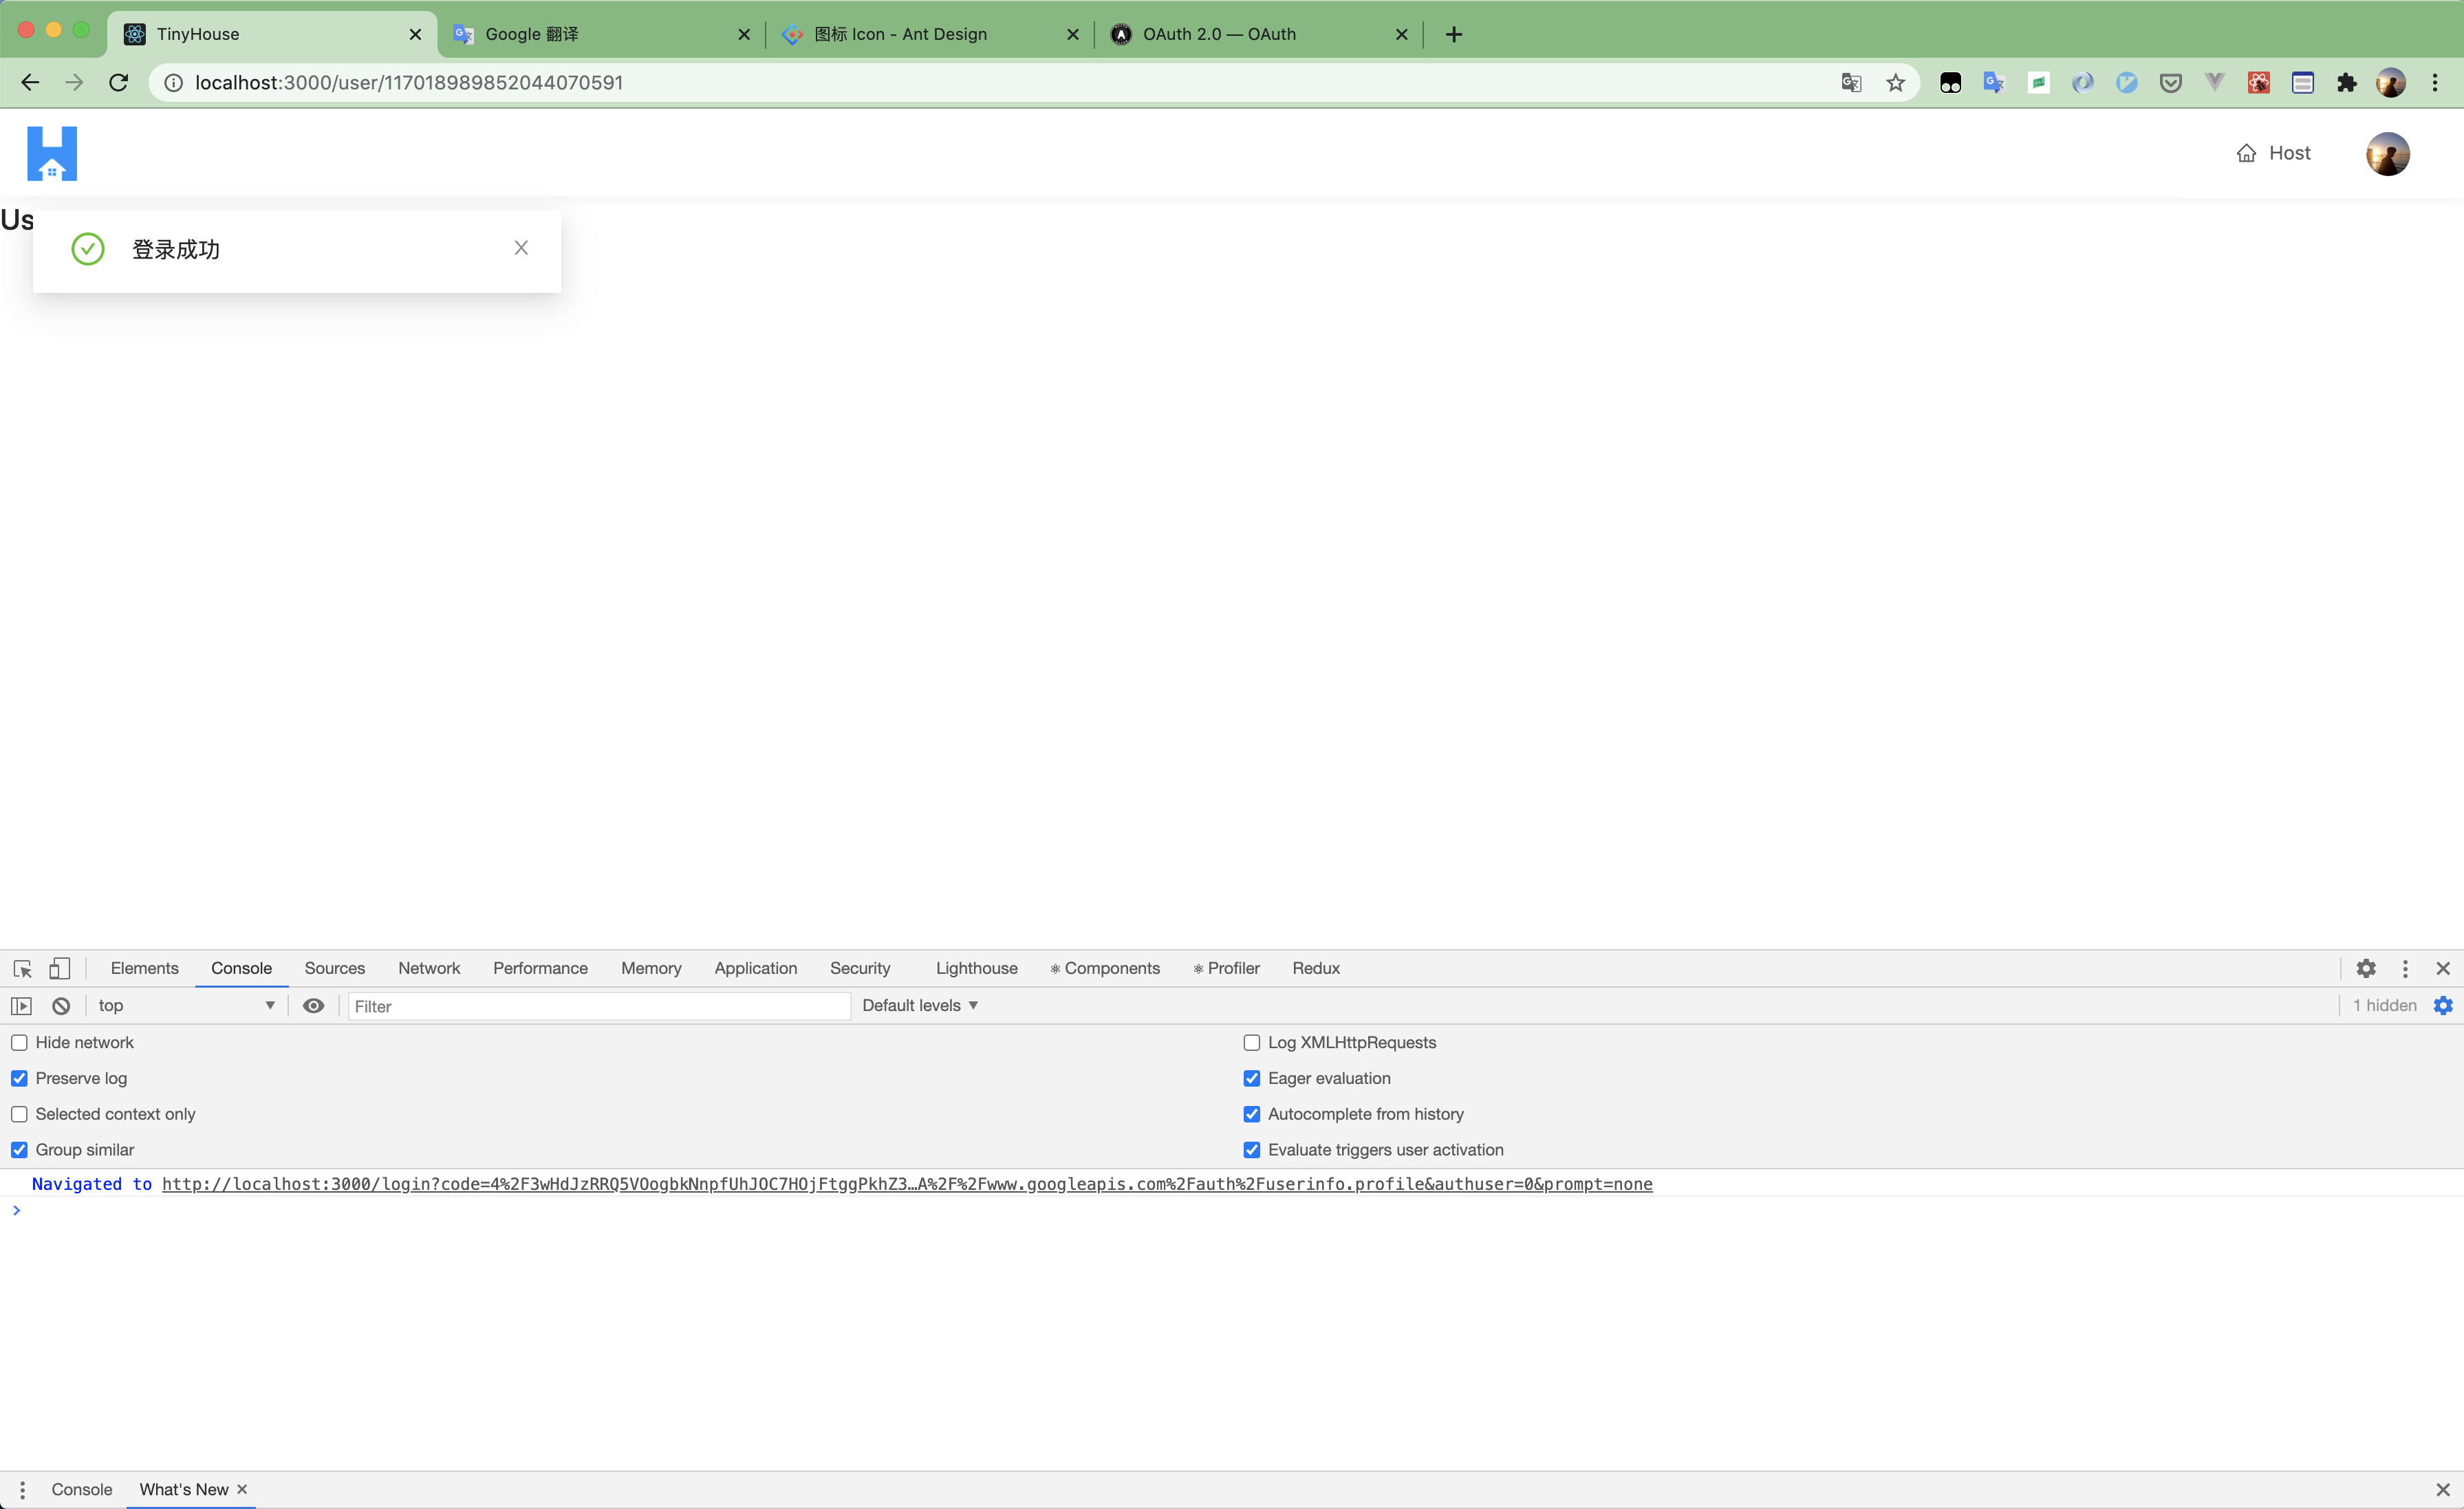 TinyHouse
Google 翻译
图标 Icon - Ant Design
OAuth 2.0 — OAuth
localhost:3000/user/117018989852044070591
Host
Us
登录成功
Elements Console Sources Network Performance Memory Application Security Lighthouse Components Profiler Redux
top Filter Default levels 1 hidden
Hide network Log XMLHttpRequests
Preserve log Eager evaluation
Selected context only Autocomplete from history
Group similar Evaluate triggers user activation
Navigated to http://localhost:3000/login?code=4%2F3wHdJzRRQ5VOogbkNnpfUhJOC7HOjFtggPkhZ3…A%2F%2Fwww.googleapis.com%2Fauth%2Fuserinfo.profile&authuser=0&prompt=none
Console What's New